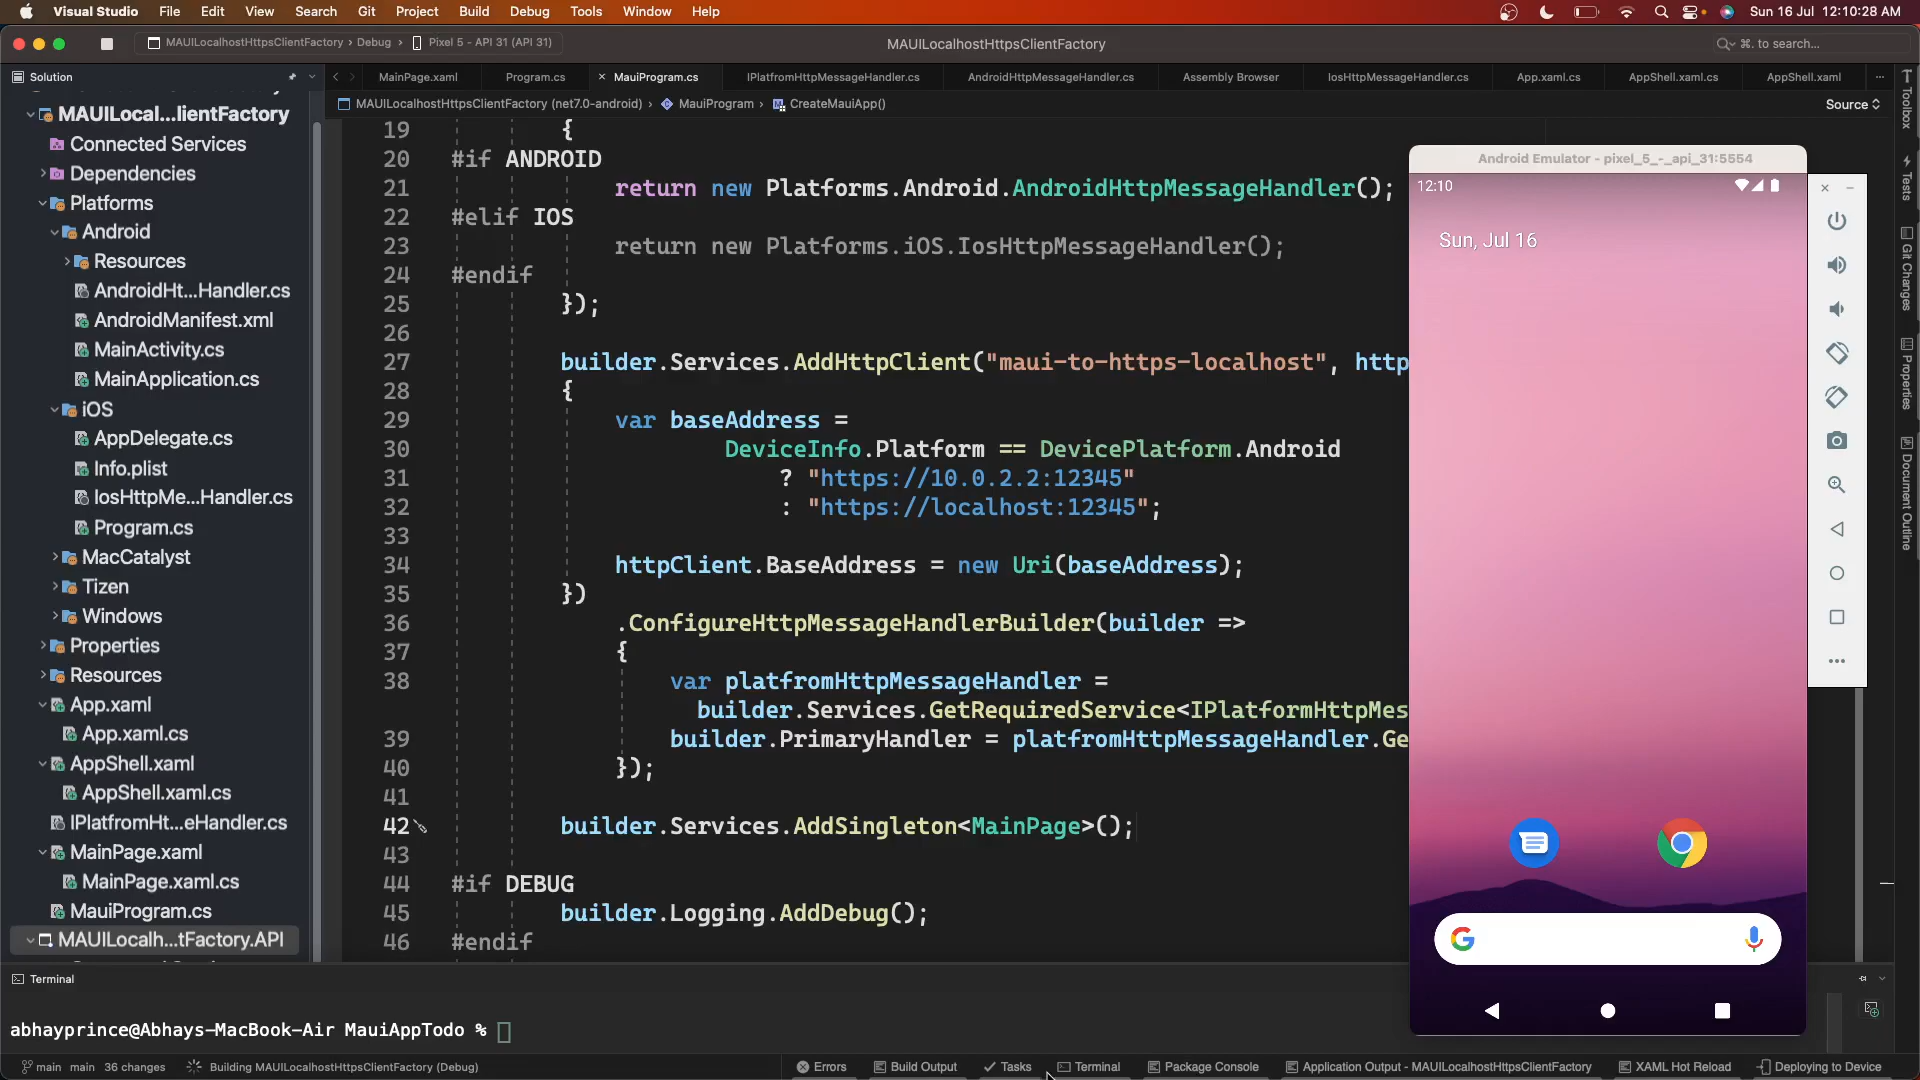 Visual Studio File Edit View Search Git Project Build Debug Tools Window Help Sun 16 Jul 12:10:28 AM
MAUILocalhostHttpsClientFactory › Debug › Pixel 5 - API 31 (API 31) MAUILocalhostHttpsClientFactory ⌘. to search...
Solution MainPage.xaml Program.cs × MauiProgram.cs IPlatfromHttpMessageHandler.cs AndroidHttpMessageHandler.cs Assembly Browser IosHttpMessageHandler.cs App.xaml.cs AppShell.xaml.cs AppShell.xaml
MAUILocalhostHttpsClientFactory (net7.0-android) › MauiProgram › CreateMauiApp() Source
MAUILocal...lientFactory
Connected Services
Dependencies
Platforms
Android
Resources
AndroidHt...Handler.cs
AndroidManifest.xml
MainActivity.cs
MainApplication.cs
iOS
AppDelegate.cs
Info.plist
IosHttpMe...Handler.cs
Program.cs
MacCatalyst
Tizen
Windows
Properties
Resources
App.xaml
App.xaml.cs
AppShell.xaml
AppShell.xaml.cs
IPlatfromHt...eHandler.cs
MainPage.xaml
MainPage.xaml.cs
MauiProgram.cs
MAUILocalh...tFactory.API
19 {
20 #if ANDROID
21 return new Platforms.Android.AndroidHttpMessageHandler();
22 #elif IOS
23 return new Platforms.iOS.IosHttpMessageHandler();
24 #endif
25 });
26
27 builder.Services.AddHttpClient("maui-to-https-localhost", http
28 {
29 var baseAddress =
30 DeviceInfo.Platform == DevicePlatform.Android
31 ? "https://10.0.2.2:12345"
32 : "https://localhost:12345";
33
34 httpClient.BaseAddress = new Uri(baseAddress);
35 })
36 .ConfigureHttpMessageHandlerBuilder(builder =>
37 {
38 var platfromHttpMessageHandler =
builder.Services.GetRequiredService<IPlatformHttpMes
39 builder.PrimaryHandler = platfromHttpMessageHandler.Ge
40 });
41
42 builder.Services.AddSingleton<MainPage>();
43
44 #if DEBUG
45 builder.Logging.AddDebug();
46 #endif
Android Emulator - pixel_5_-_api_31:5554
12:10
Sun, Jul 16
Toolbox
Tests
Git Changes
Properties
Document Outline
Terminal
abhayprince@Abhays-MacBook-Air MauiAppTodo %
main main 36 changes Building MAUILocalhostHttpsClientFactory (Debug) Errors Build Output Tasks Terminal Package Console Application Output - MAUILocalhostHttpsClientFactory XAML Hot Reload Deploying to Device